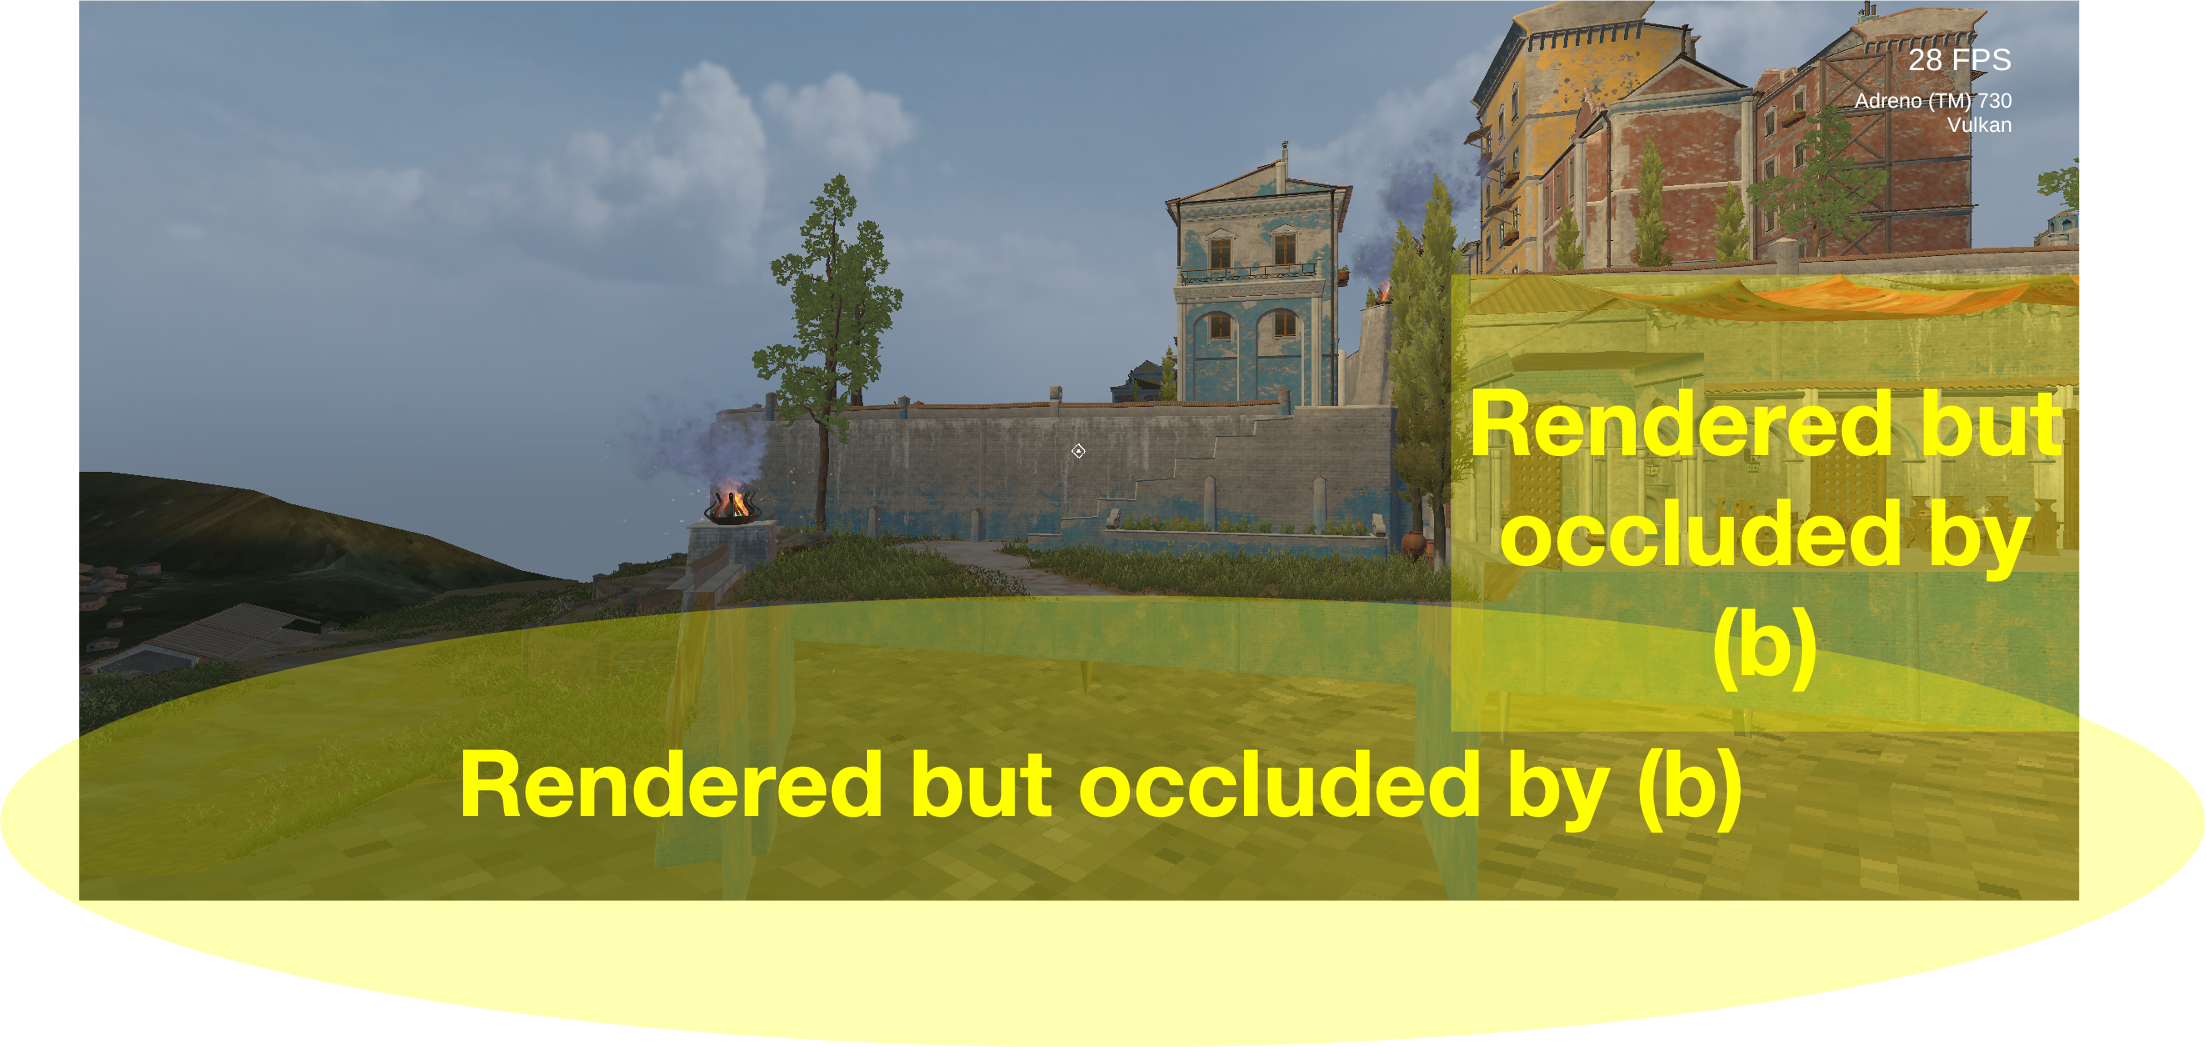 28 FPS
Adreno (TM) 730
Vulkan
Rendered but
occluded by
(b)
Rendered but occluded by (b)